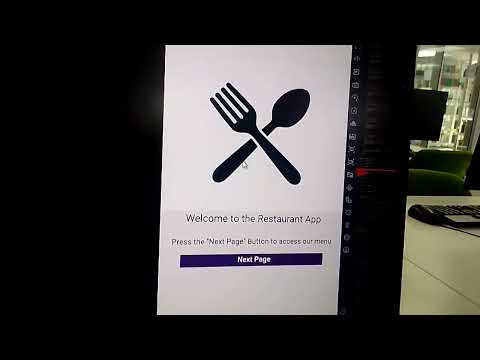 Welcome to the Restaurant App
Press the "Next Page" Button to access our menu
Next Page